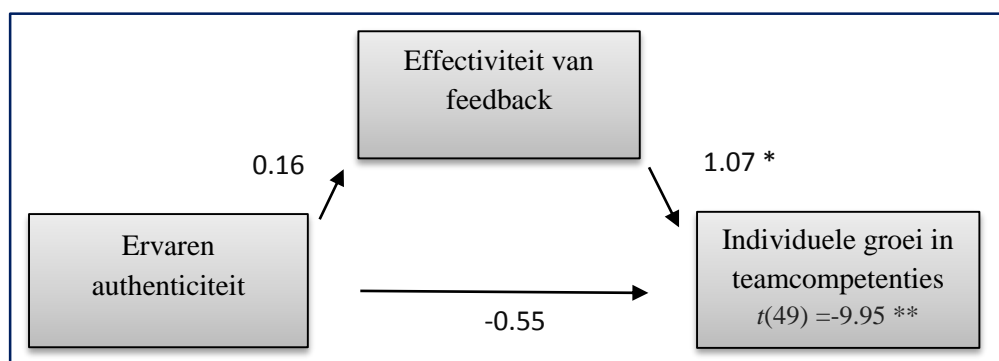 Effectiviteit van
feedback
0.16
1.07 *
Ervaren
authenticiteit
-0.55
Individuele groei in
teamcompetenties
t(49) =-9.95 **